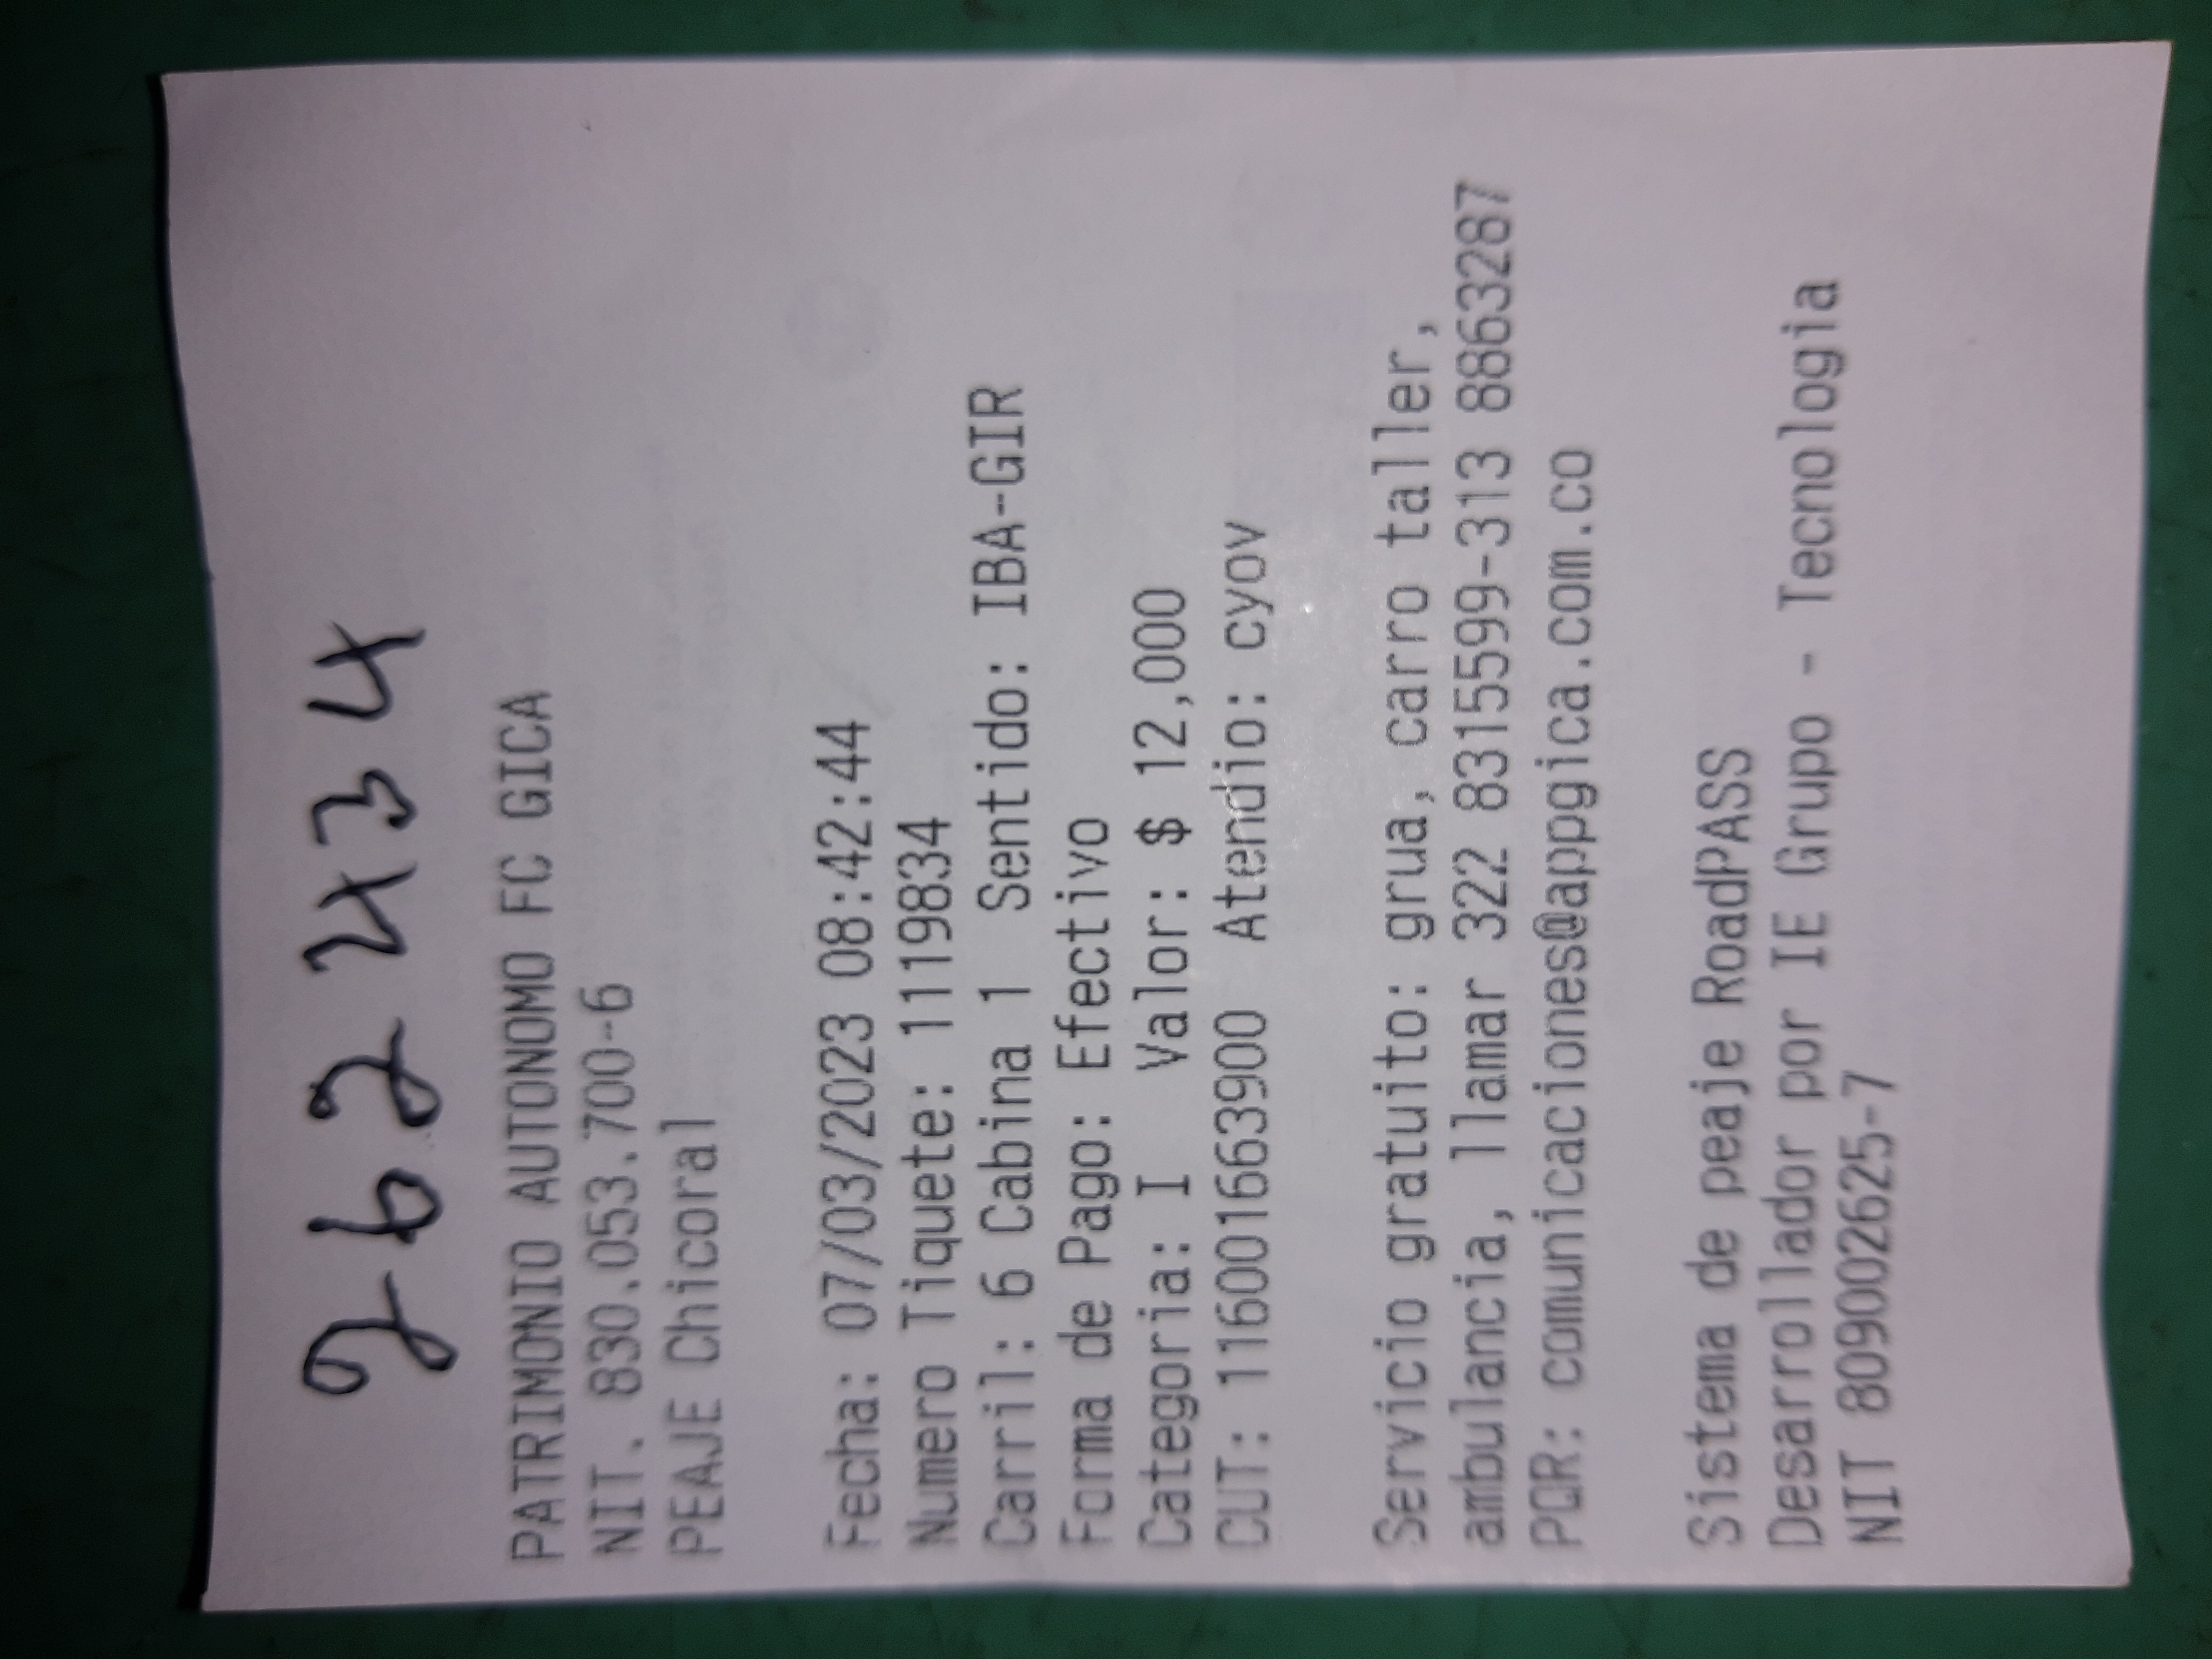 262434
PATRIMONIO AUTONOMO FC GICA
NIT. 830.053.700-6
PEAJE Chicoral
Fecha: 07/03/2023 08:42:44
Numero Tiquete: 1119834
Carril: 6 Cabina 1 Sentido: IBA-GIR
Forma de Pago: Efectivo
Categoria: I Valor: $ 12,000
CUT: 1160016639​00 Atendio: cyov
Servicio gratuito: grua, carro taller,
ambulancia, llamar 322 8315599-313 8863287
PQR: comunicaciones@appgica.com.co
Sistema de peaje RoadPASS
Desarrollador por IE Grupo - Tecnologia
NIT 809002625-7